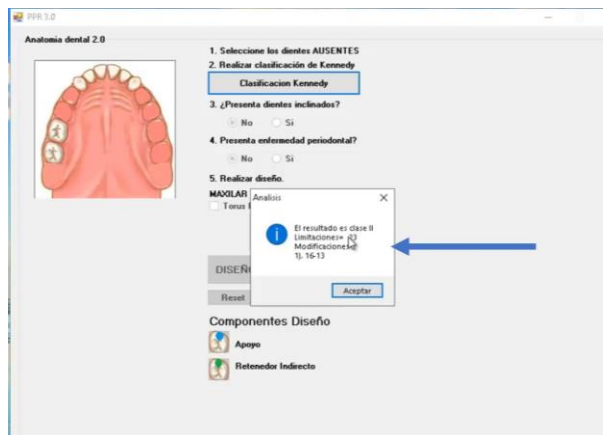 PPR 3.0
Anatomia dental 2.0
1. Seleccione los dientes AUSENTES
2. Realizar clasificación de Kennedy
Clasificacion Kennedy
3. ¿Presenta dientes inclinados?
No Si
4. Presenta enfermedad periodontal?
No Si
5. Realizar diseño.
MAXILAR
Torus
Analisis
El resultado es clase II
Limitaciones= 13
Modificaciones=
1). 16-13
Aceptar
DISEÑ
Reset
Componentes Diseño
Apoyo
Retenedor Indirecto